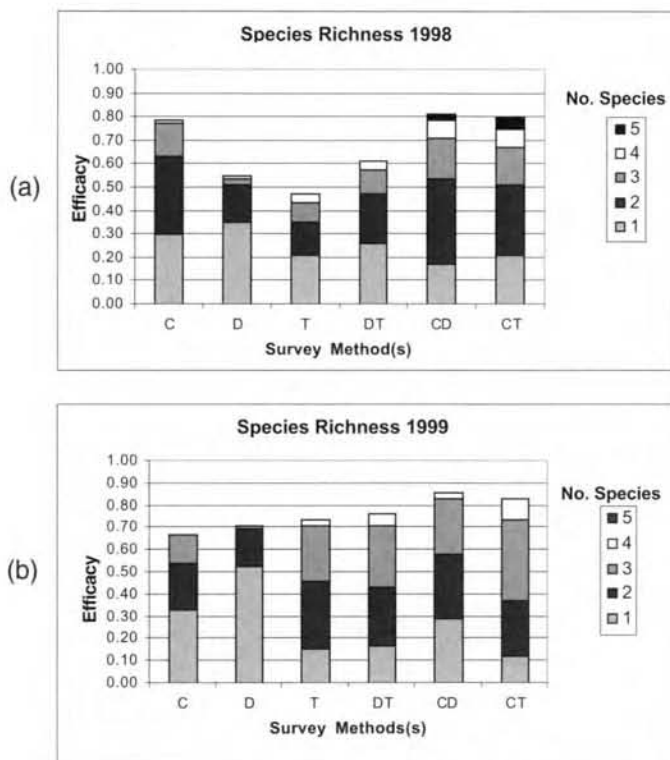 (a)
Species Richness 1998
Efficacy
1.00
0.90
0.80
0.70
0.60
0.50
0.40
0.30
0.20
0.10
0.00
C D T DT CD CT
Survey Method(s)
No. Species
5
4
3
2
1
(b)
Species Richness 1999
Efficacy
1.00
0.90
0.80
0.70
0.60
0.50
0.40
0.30
0.20
0.10
0.00
C D T DT CD CT
Survey Methods(s)
No. Species
5
4
3
2
1